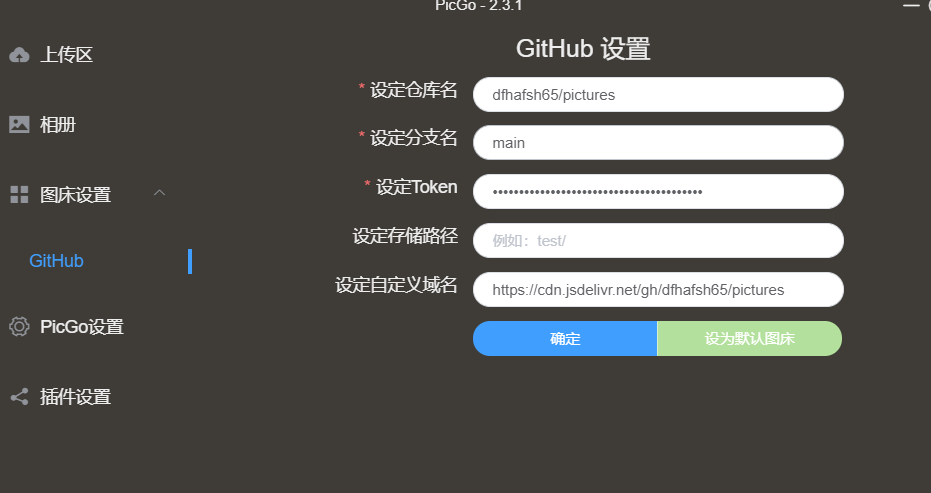 PicGo - 2.3.1
上传区
相册
图床设置
GitHub
PicGo设置
插件设置
GitHub 设置
* 设定仓库名 dfhafsh65/pictures
* 设定分支名 main
* 设定Token ••••••••••••••••••••••••••••••••••••••••
设定存储路径 例如：test/
设定自定义域名 https://cdn.jsdelivr.net/gh/dfhafsh65/pictures
确定 设为默认图床